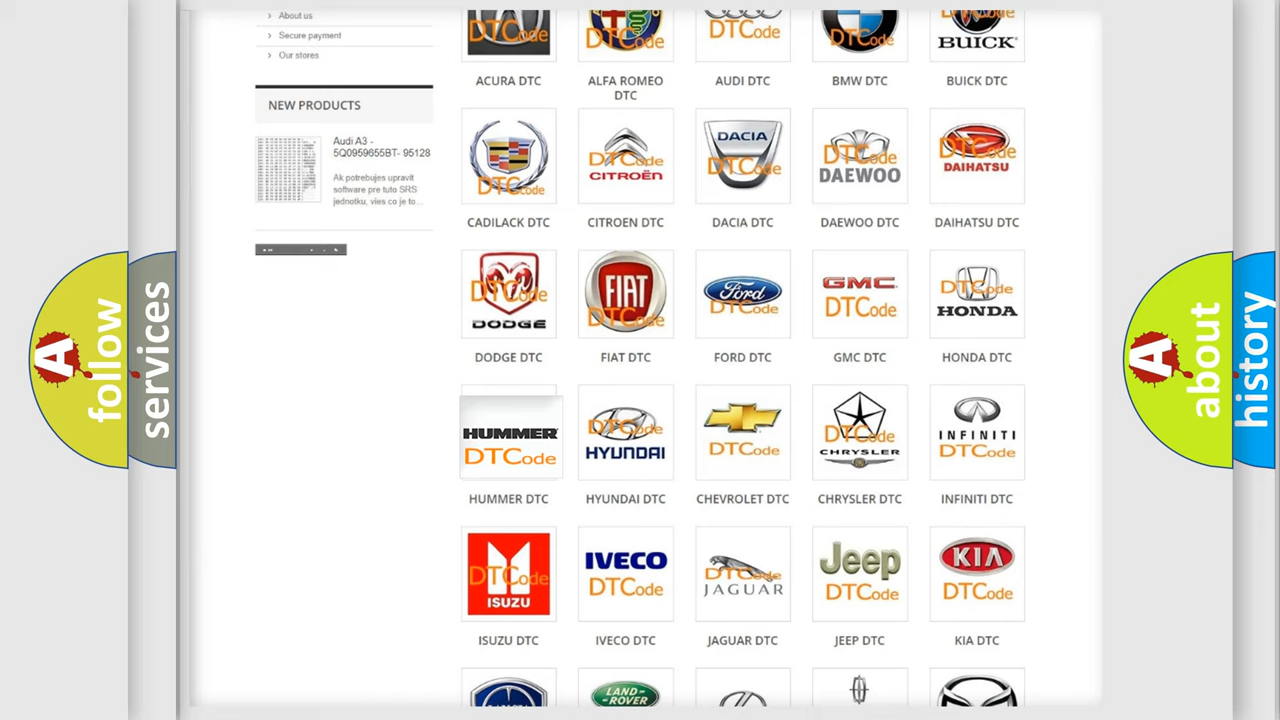 About us
Secure payment
Our stores
NEW PRODUCTS
Audi A3 -
5Q0959655BT- 95128
Ak potrebujes upravit
software pre tuto SRS
jednotku, vies co je to...
DTCode DTCode DTCode DTCode DTCode
BUICK
ACURA DTC ALFA ROMEO DTC AUDI DTC BMW DTC BUICK DTC
DTCode DTCode DACIA DTCode DTCode DTCode
CITROËN DAEWOO DAIHATSU
CADILACK DTC CITROEN DTC DACIA DTC DAEWOO DTC DAIHATSU DTC
DTCode FIAT DTCode Ford DTCode GMC DTCode DTCode
DODGE HONDA
DODGE DTC FIAT DTC FORD DTC GMC DTC HONDA DTC
HUMMER DTCode DTCode HYUNDAI DTCode DTCode CHRYSLER INFINITI DTCode
HUMMER DTC HYUNDAI DTC CHEVROLET DTC CHRYSLER DTC INFINITI DTC
DTCode ISUZU IVECO DTCode DTCode JAGUAR Jeep DTCode KIA DTCode
ISUZU DTC IVECO DTC JAGUAR DTC JEEP DTC KIA DTC
LAND-
ROVER
A follow
services
A about
history